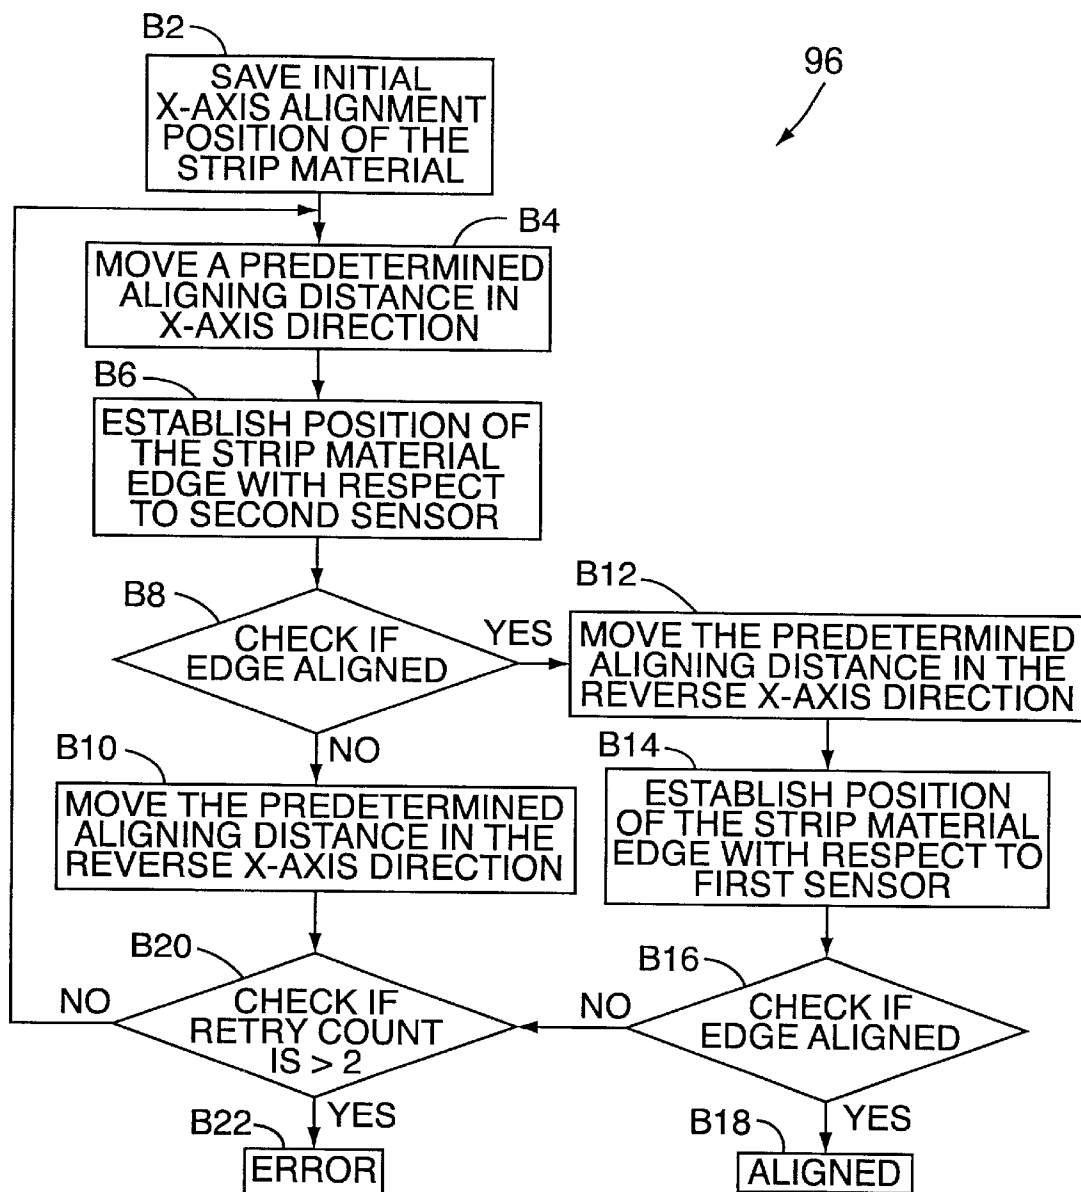 B2
SAVE INITIAL
X-AXIS ALIGNMENT
POSITION OF THE
STRIP MATERIAL
96
B4
MOVE A PREDETERMINED
ALIGNING DISTANCE IN
X-AXIS DIRECTION
B6
ESTABLISH POSITION OF
THE STRIP MATERIAL
EDGE WITH RESPECT
TO SECOND SENSOR
B8
CHECK IF
EDGE ALIGNED
YES
NO
B12
MOVE THE PREDETERMINED
ALIGNING DISTANCE IN THE
REVERSE X-AXIS DIRECTION
B10
MOVE THE PREDETERMINED
ALIGNING DISTANCE IN THE
REVERSE X-AXIS DIRECTION
B14
ESTABLISH POSITION
OF THE STRIP MATERIAL
EDGE WITH RESPECT TO
FIRST SENSOR
B20
CHECK IF
RETRY COUNT
IS > 2
NO
YES
B16
CHECK IF
EDGE ALIGNED
NO
YES
B22
ERROR
B18
ALIGNED